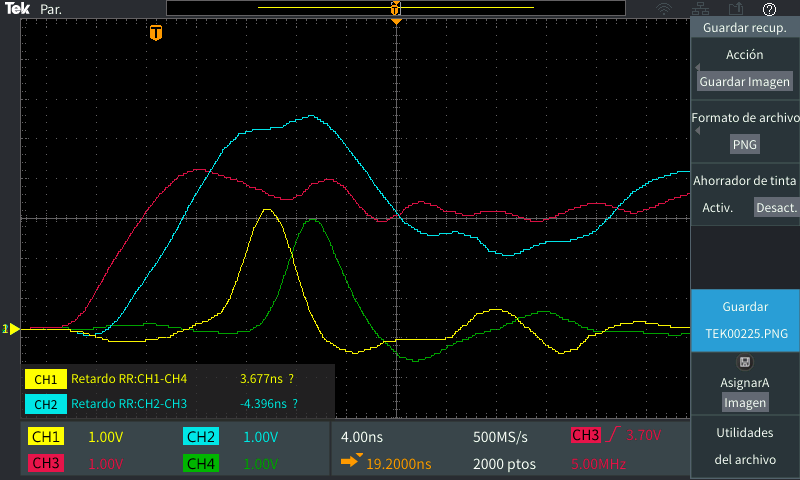 Tek Par.
T
T
?
Guardar recup.
Acción
Guardar Imagen
Formato de archivo
PNG
Ahorrador de tinta
Activ. Desact.
Guardar
TEK00225.PNG
AsignarA
Imagen
Utilidades
del archivo
CH1 Retardo RR:CH1-CH4 3.677ns ?
CH2 Retardo RR:CH2-CH3 -4.396ns ?
CH1 1.00V CH2 1.00V
CH3 1.00V CH4 1.00V
4.00ns 500MS/s CH3 3.70V
19.2000ns 2000 ptos 5.00MHz